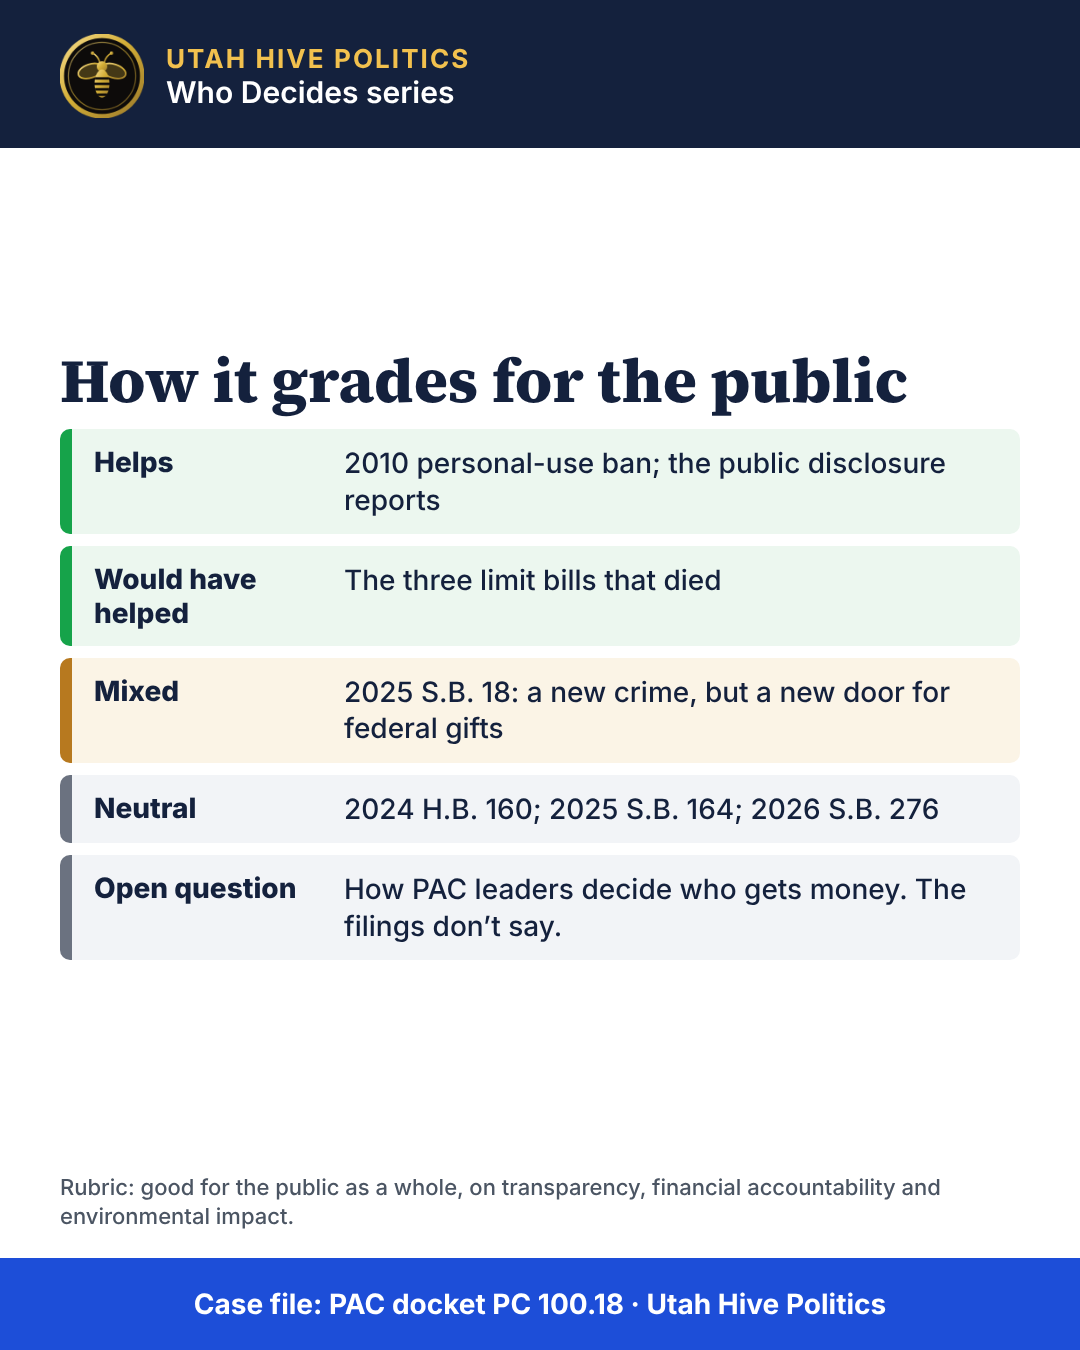 UTAH HIVE POLITICS
Who Decides series
How it grades for the public
Helps
2010 personal-use ban; the public disclosure
reports
Would have
helped
The three limit bills that died
Mixed
2025 S.B. 18: a new crime, but a new door for
federal gifts
Neutral
2024 H.B. 160; 2025 S.B. 164; 2026 S.B. 276
Open question
How PAC leaders decide who gets money. The
filings don’t say.
Rubric: good for the public as a whole, on transparency, financial accountability and
environmental impact.
Case file: PAC docket PC 100.18 · Utah Hive Politics